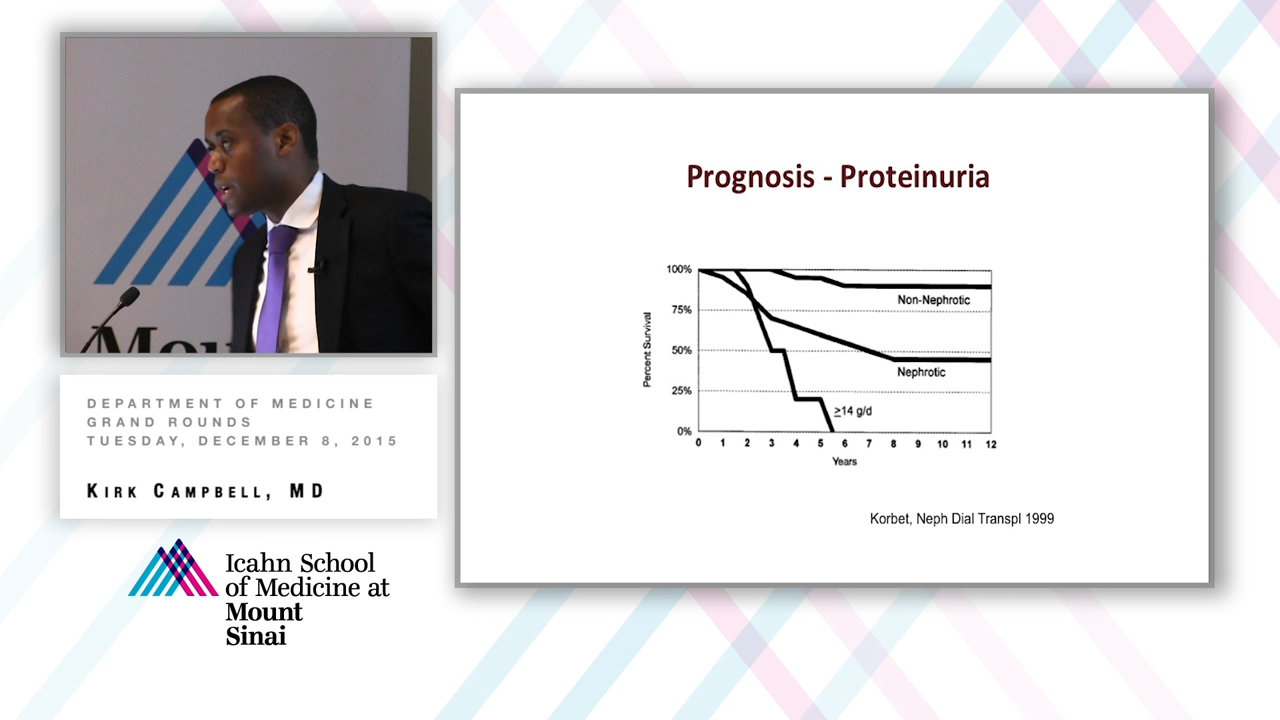 Mou
DEPARTMENT OF MEDICINE
GRAND ROUNDS
TUESDAY, DECEMBER 8, 2015
KIRK CAMPBELL, MD
Icahn School
of Medicine at
Mount
Sinai
Prognosis - Proteinuria
100%
75%
50%
25%
0%
Percent Survival
Non-Nephrotic
Nephrotic
≥14 g/d
0 1 2 3 4 5 6 7 8 9 10 11 12
Years
Korbet, Neph Dial Transpl 1999